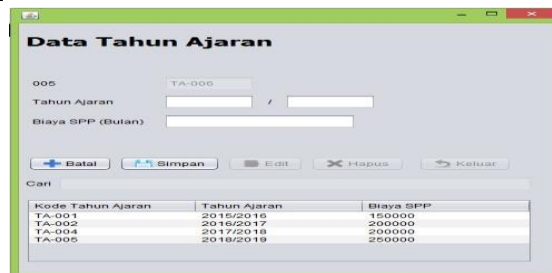 Data Tahun Ajaran
005 TA-006
Tahun Ajaran /
Biaya SPP (Bulan)
Batal Simpan Edit Hapus Keluar
Cari
Kode Tahun Ajaran Tahun Ajaran Biaya SPP
TA-001 2015/2016 150000
TA-002 2016/2017 200000
TA-004 2017/2018 200000
TA-005 2018/2019 250000